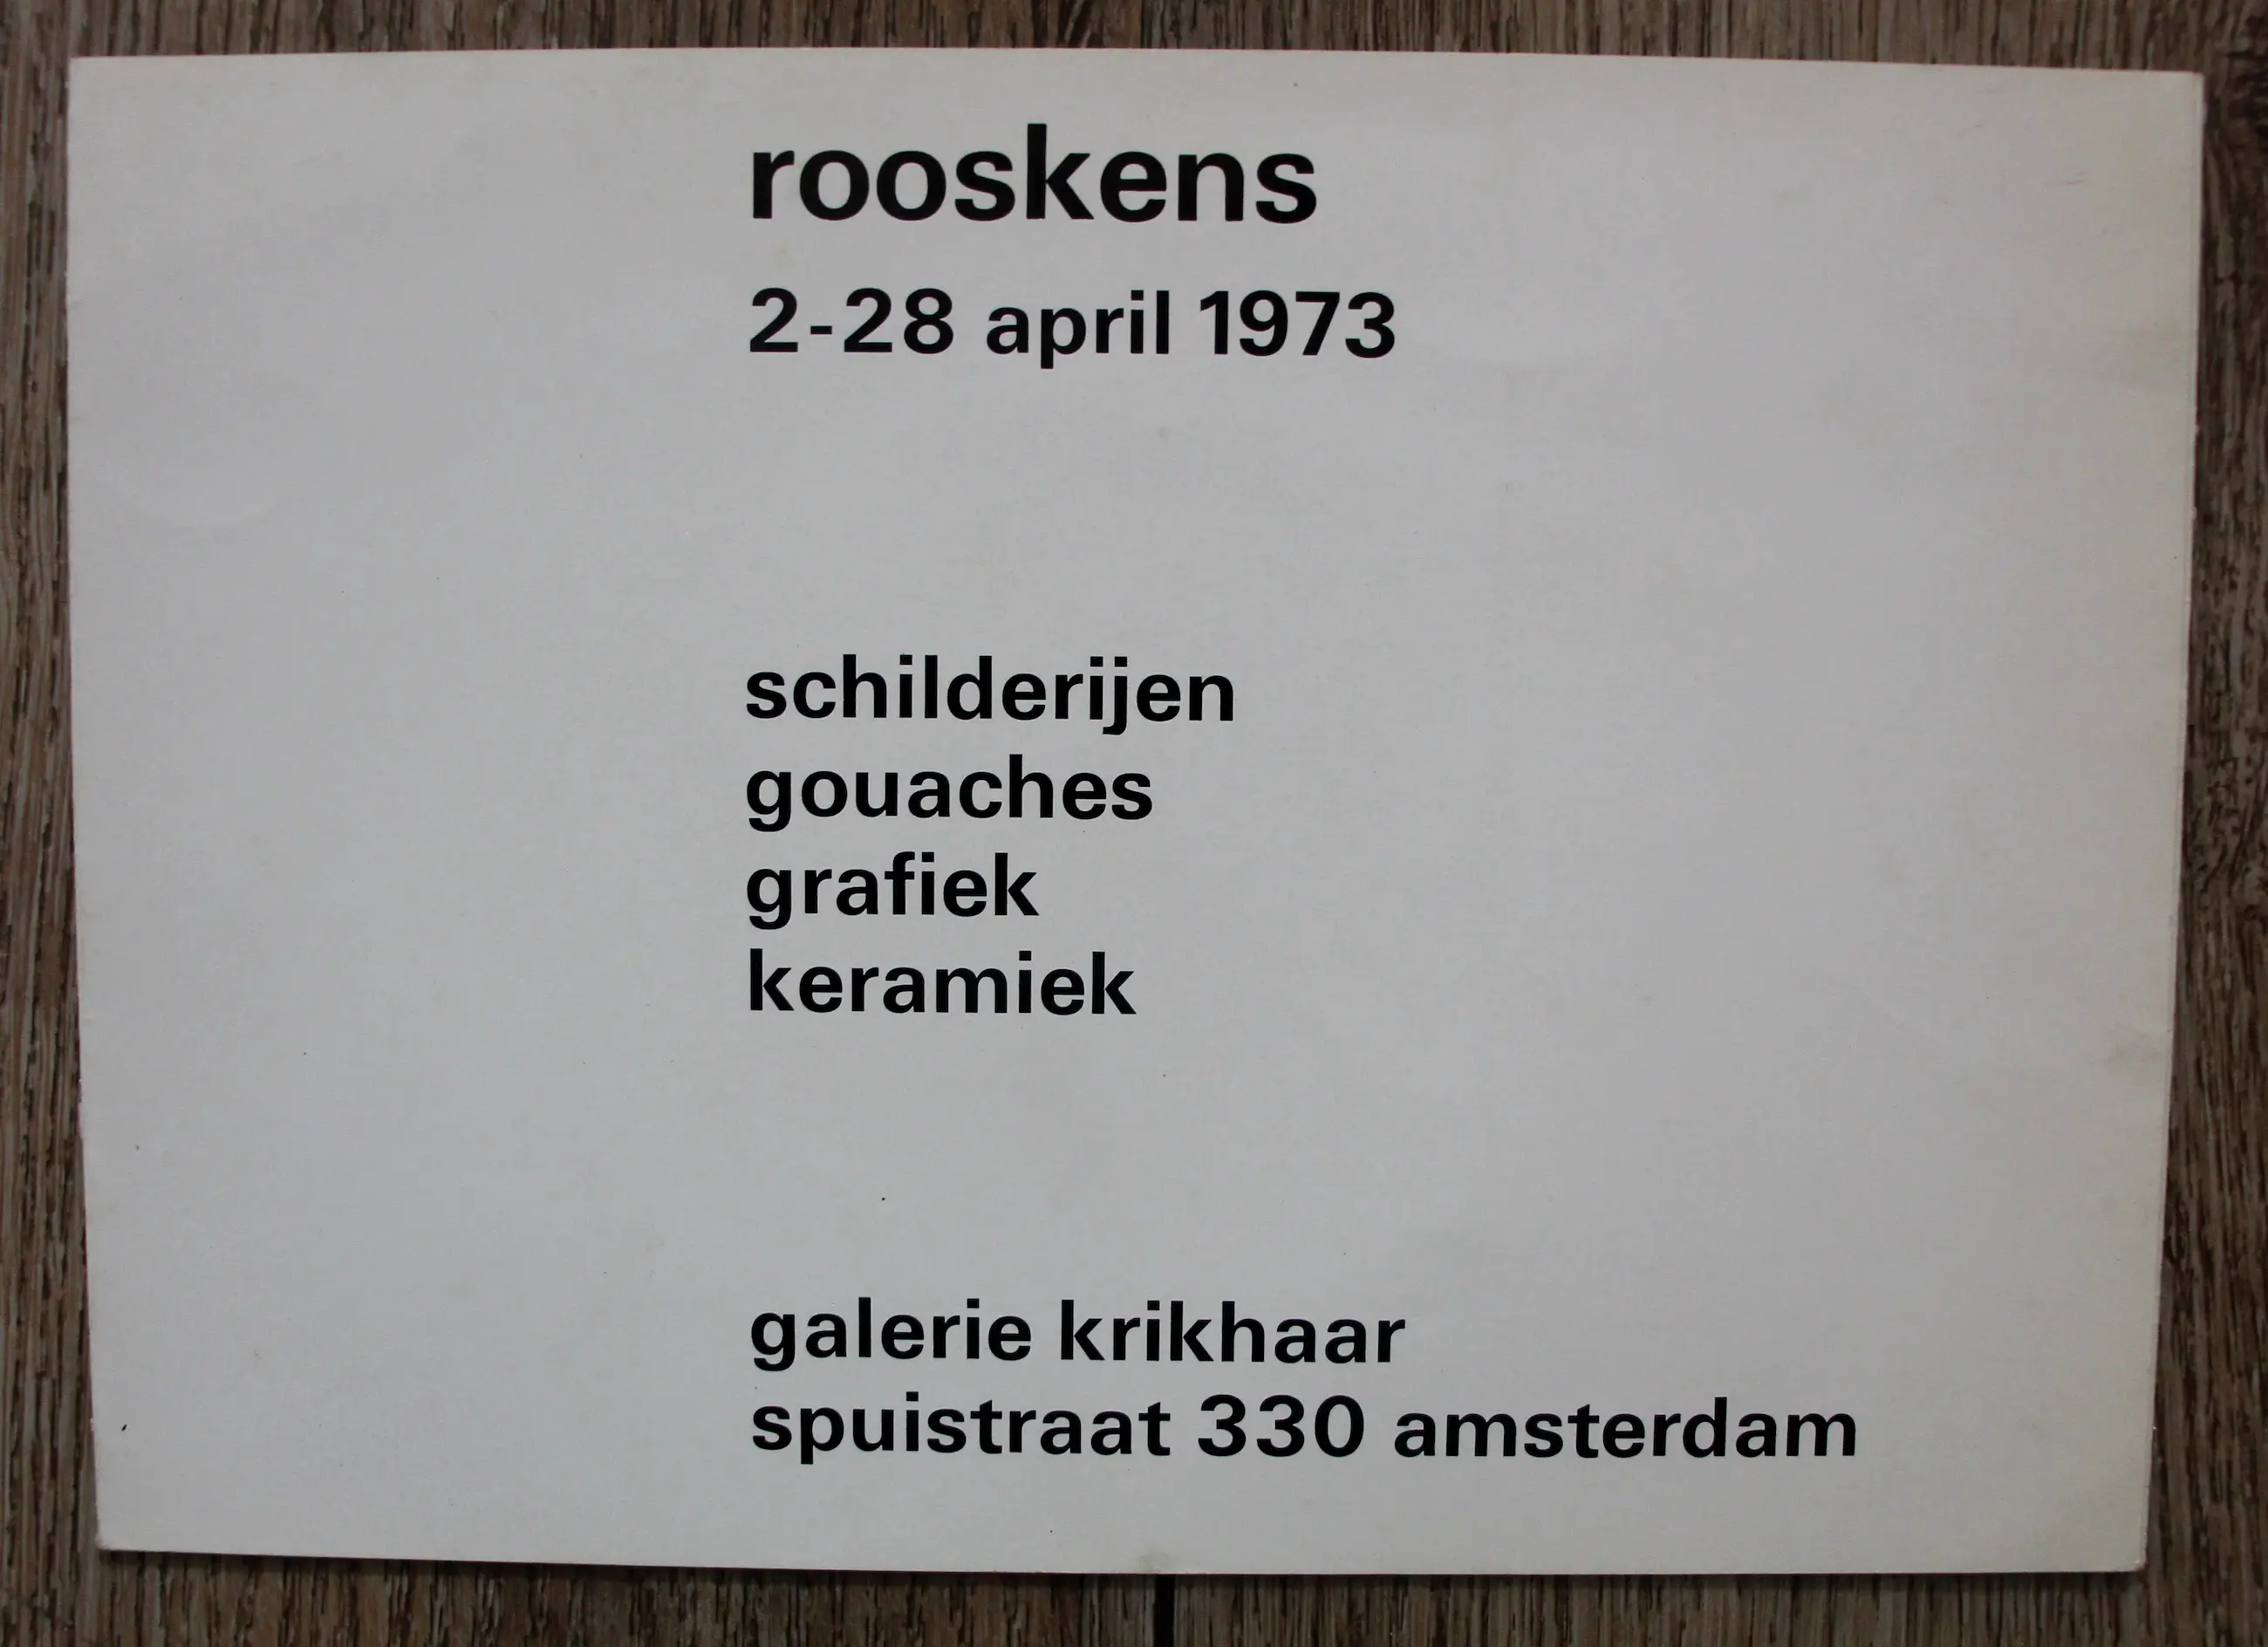 rooskens
2-28 april 1973
schilderijen
gouaches
grafiek
keramiek
galerie krikhaar
spuistraat 330 amsterdam